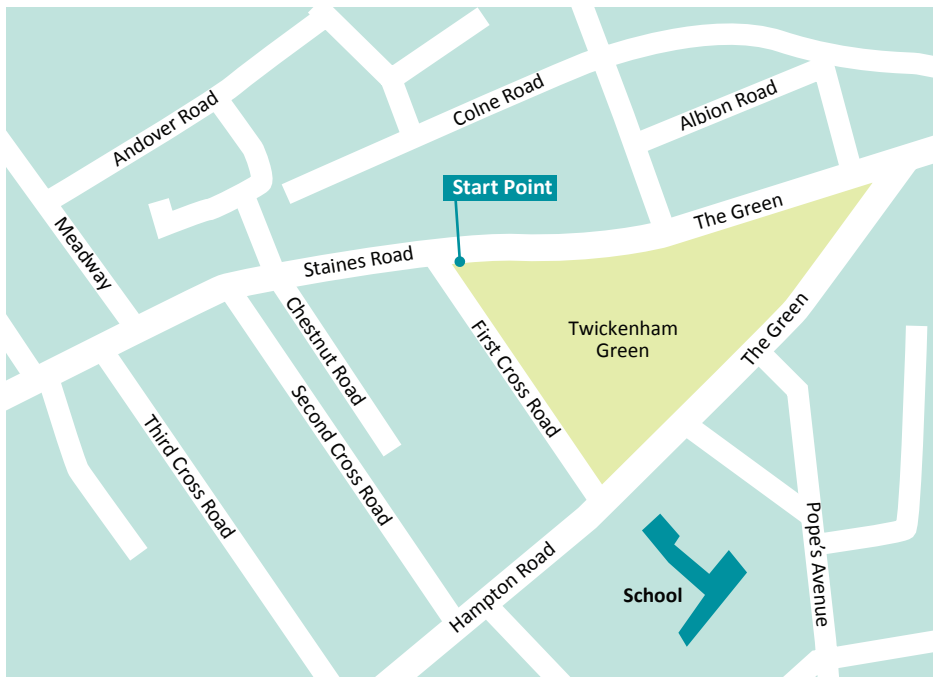 Andover Road
Colne Road
Albion Road
Start Point
The Green
Meadway
Staines Road
Chestnut Road
First Cross Road
Twickenham
Green
The Green
Second Cross Road
Third Cross Road
Hampton Road
School
Pope's Avenue